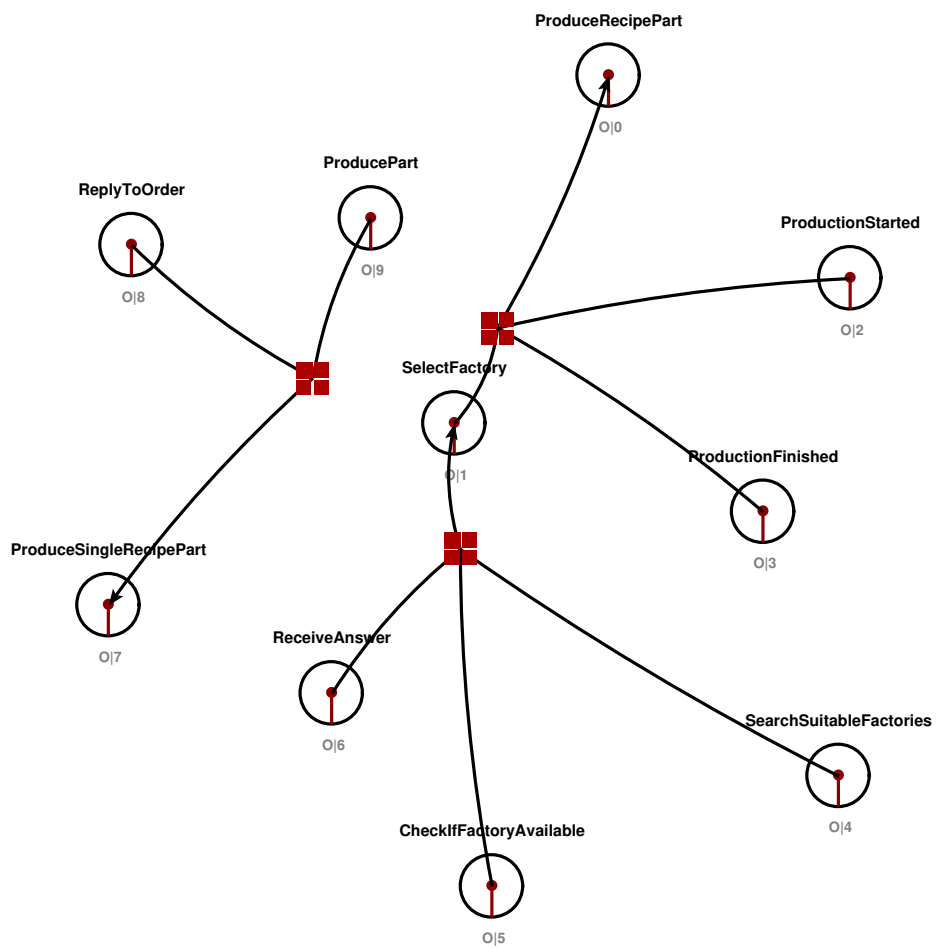 ProduceRecipePart
O|0
ProducePart
O|9
ReplyToOrder
O|8
ProductionStarted
O|2
SelectFactory
O|1
ProductionFinished
O|3
ProduceSingleRecipePart
O|7
ReceiveAnswer
O|6
SearchSuitableFactories
O|4
CheckIfFactoryAvailable
O|5